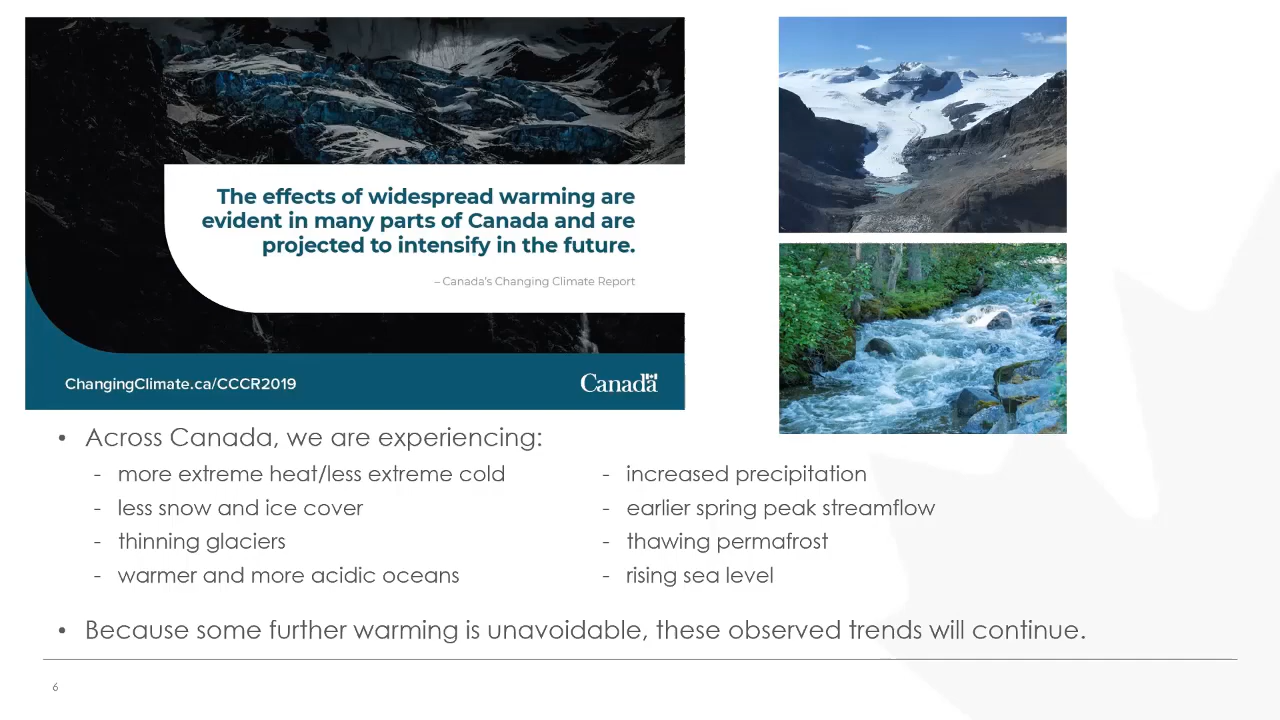 The effects of widespread warming are
evident in many parts of Canada and are
projected to intensify in the future.
– Canada's Changing Climate Report
ChangingClimate.ca/CCCR2019
Canada
• Across Canada, we are experiencing:
- more extreme heat/less extreme cold
- less snow and ice cover
- thinning glaciers
- warmer and more acidic oceans
- increased precipitation
- earlier spring peak streamflow
- thawing permafrost
- rising sea level
• Because some further warming is unavoidable, these observed trends will continue.
6